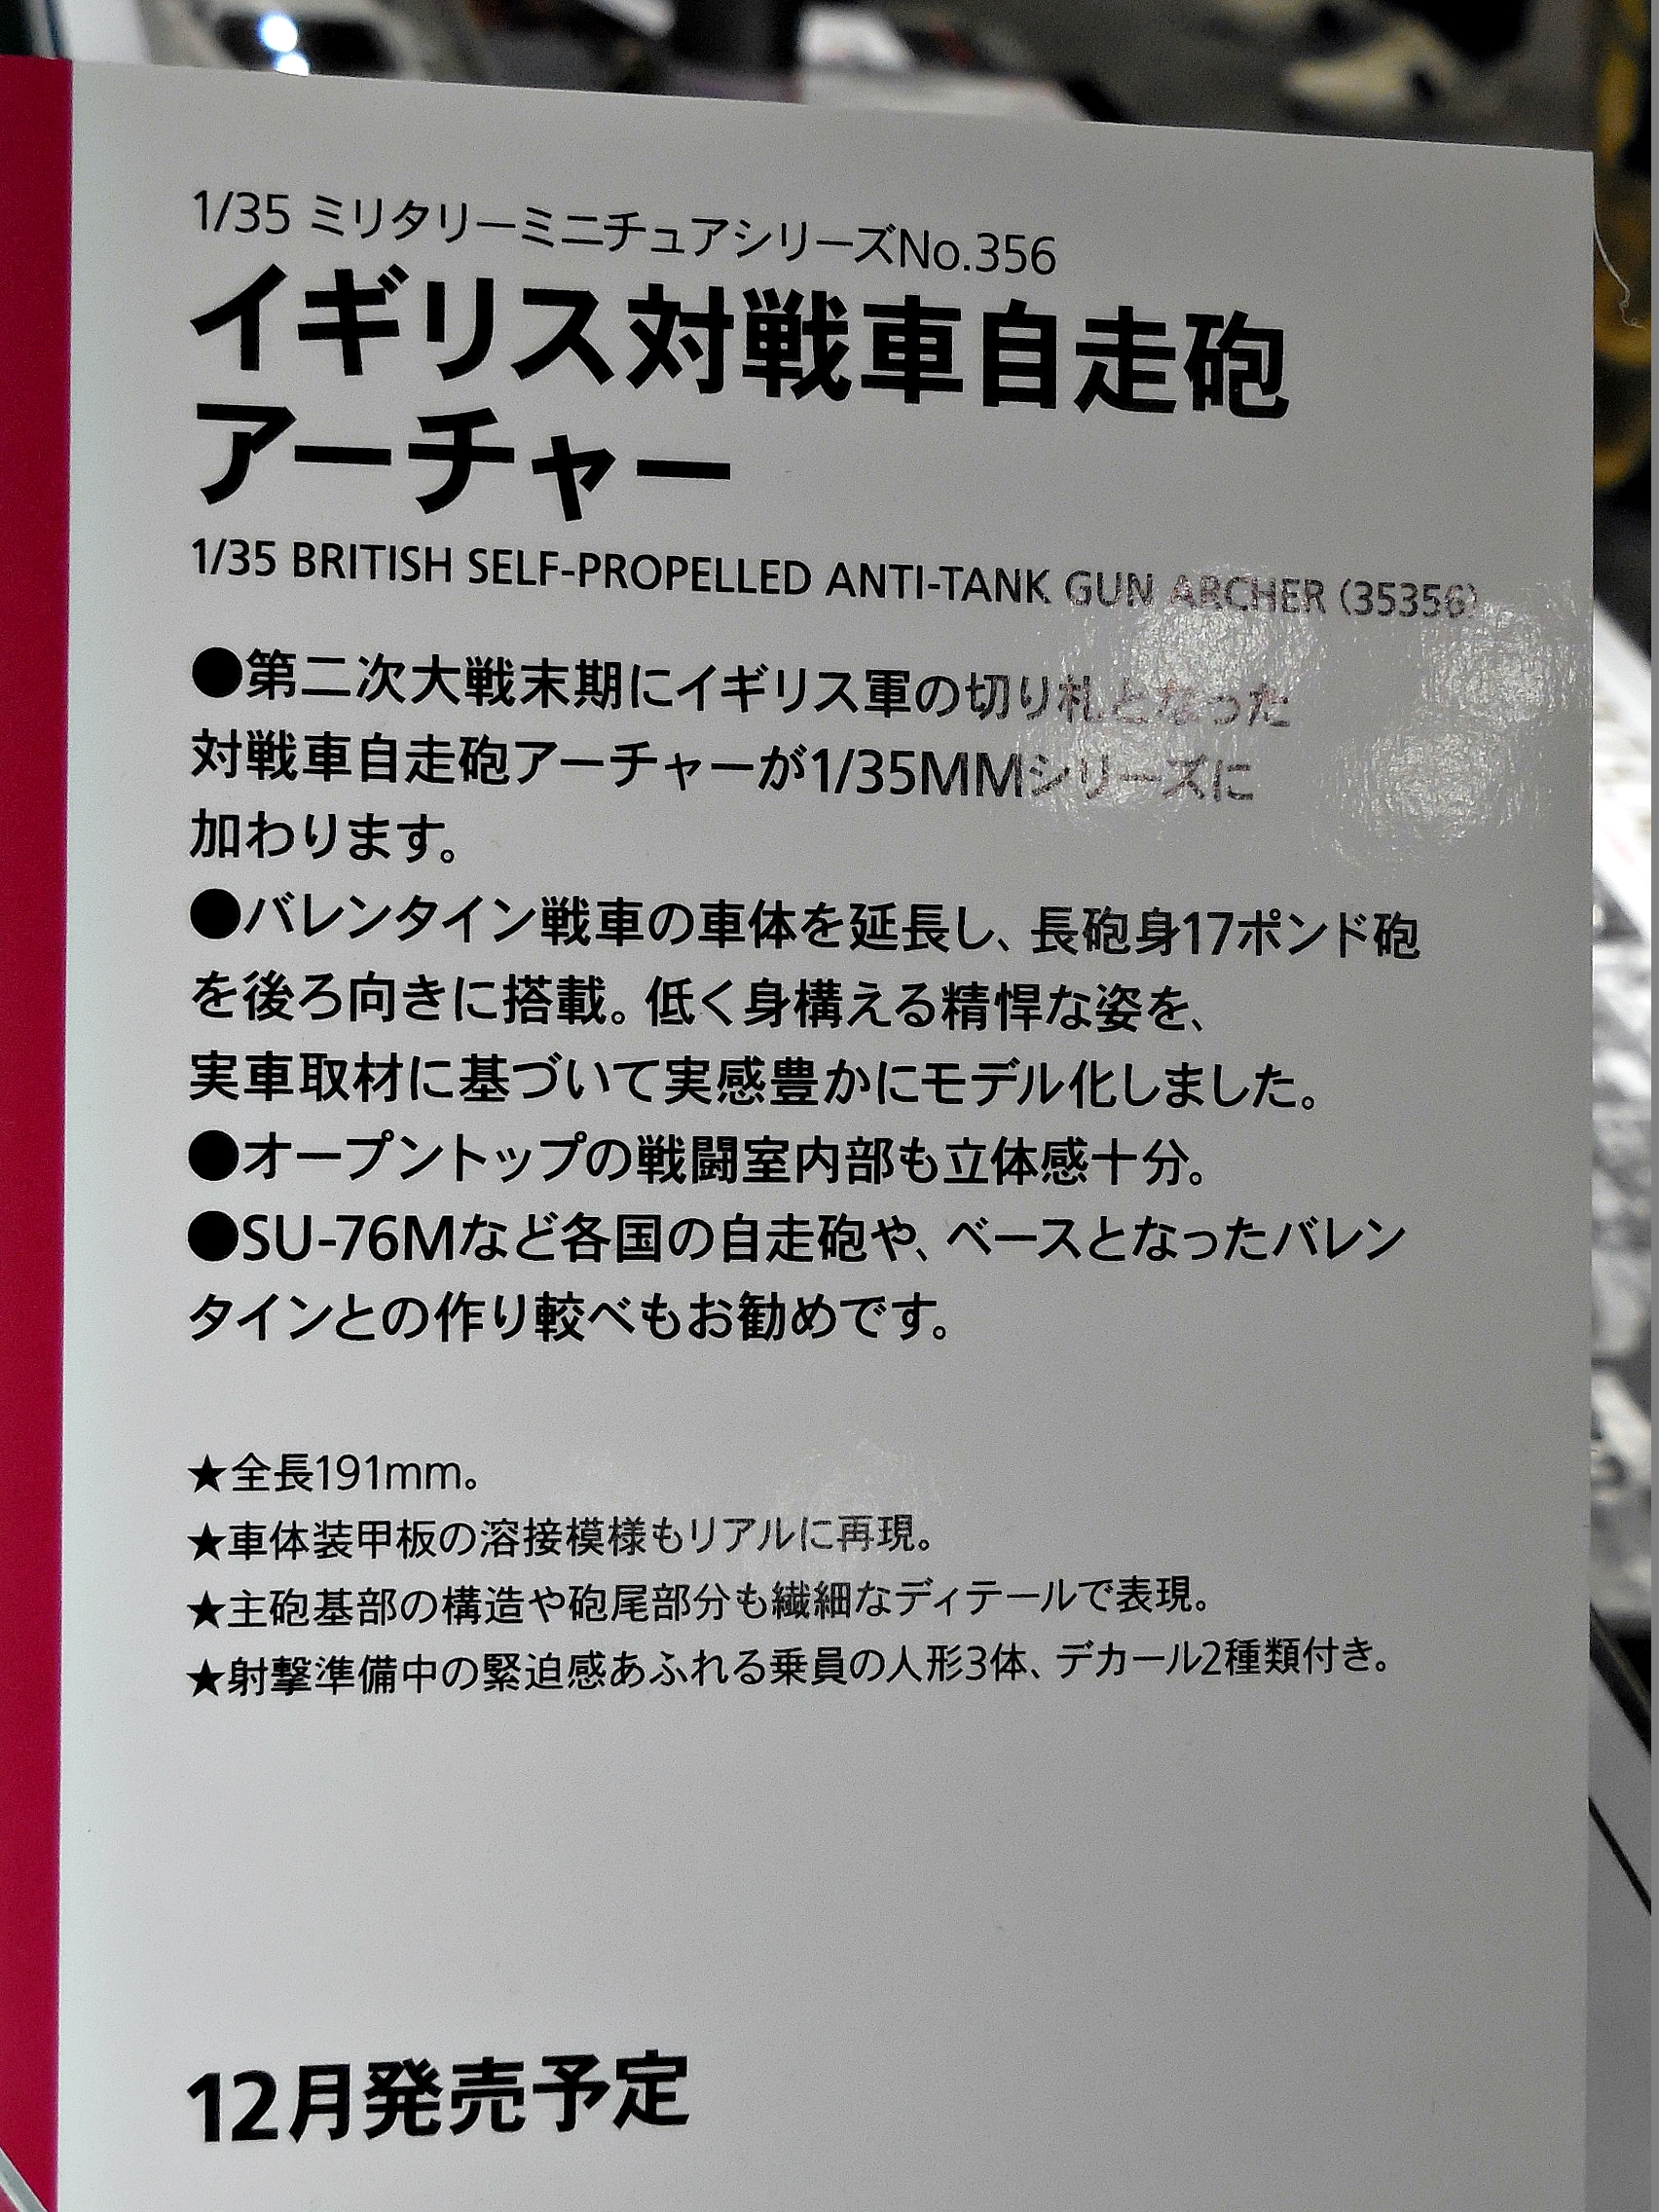 1/35 ミリタリーミニチュアシリーズNo.356
イギリス対戦車自走砲
アーチャー
1/35 BRITISH SELF-PROPELLED ANTI-TANK GUN ARCHER (35356)
●第二次大戦末期にイギリス軍の切り札となった
対戦車自走砲アーチャーが1/35MMシリーズに
加わります。
●バレンタイン戦車の車体を延長し、長砲身17ポンド砲
を後ろ向きに搭載。低く身構える精悍な姿を、
実車取材に基づいて実感豊かにモデル化しました。
●オープントップの戦闘室内部も立体感十分。
●SU-76Mなど各国の自走砲や、ベースとなったバレン
タインとの作り較べもお勧めです。
★全長191mm。
★車体装甲板の溶接模様もリアルに再現。
★主砲基部の構造や砲尾部分も繊細なディテールで表現。
★射撃準備中の緊迫感あふれる乗員の人形3体、デカール2種類付き。
12月発売予定